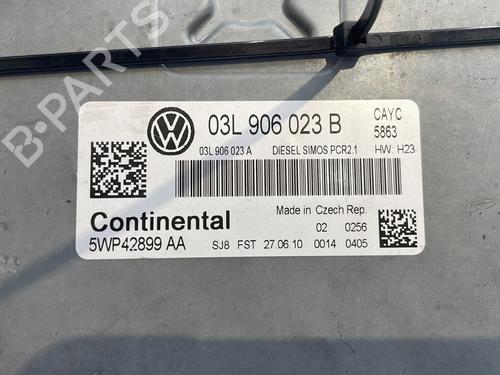 B-Parts
03L 906 023 B
CAYC
5863
03L 906 023 A DIESEL SIMOS PCR2.1 HW: H23
Continental
5WP42899 AA
Made in Czech Rep.
02 0256
SJ8 FST 27.06.10 0014 0405